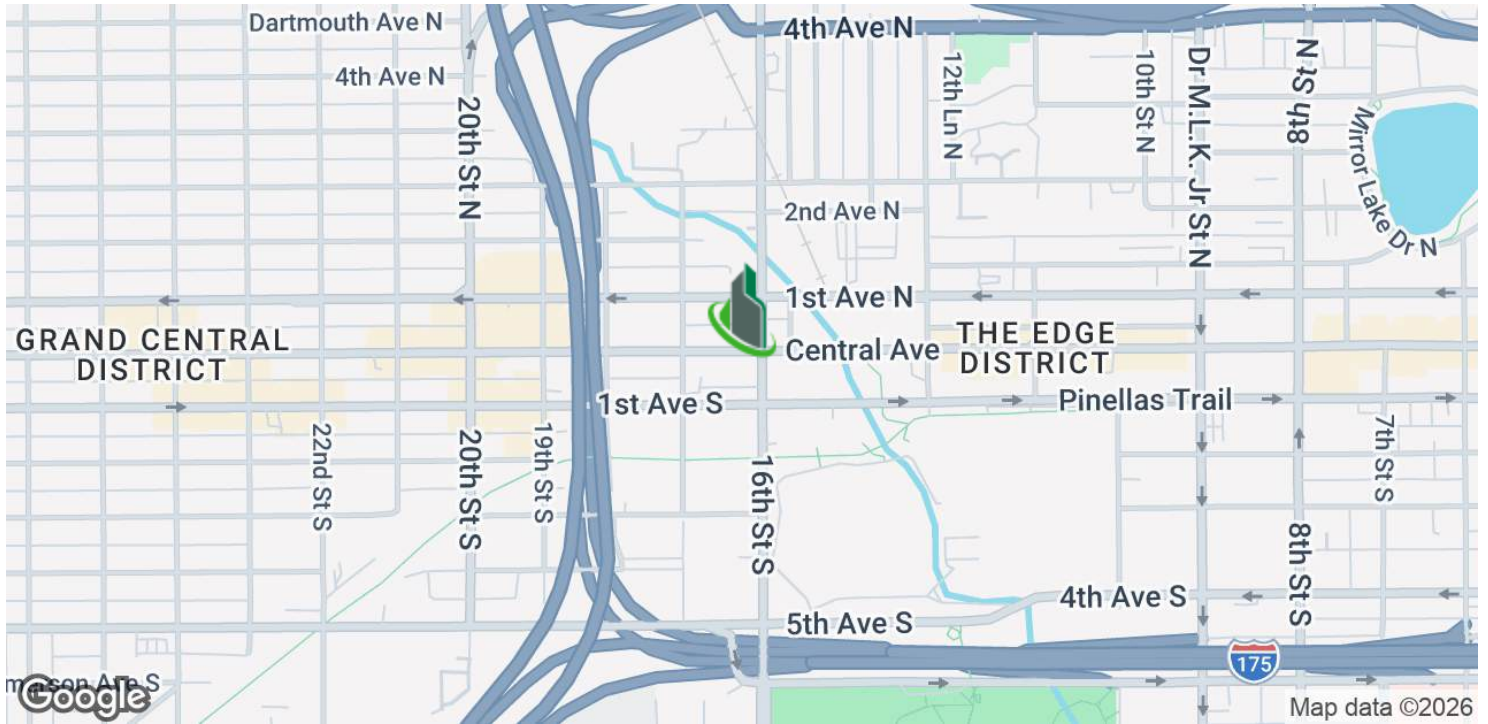 Dartmouth Ave N
4th Ave N
4th Ave N
20th St N
12th Ln N
10th St N
Dr M.L.K. Jr St N
8th St N
Mirror Lake Dr N
2nd Ave N
1st Ave N
GRAND CENTRAL
DISTRICT
Central Ave
THE EDGE
DISTRICT
1st Ave S
Pinellas Trail
22nd St S
20th St S
19th St S
16th St S
7th St S
8th St S
4th Ave S
5th Ave S
175
merson Ave S
Google
Map data ©2026